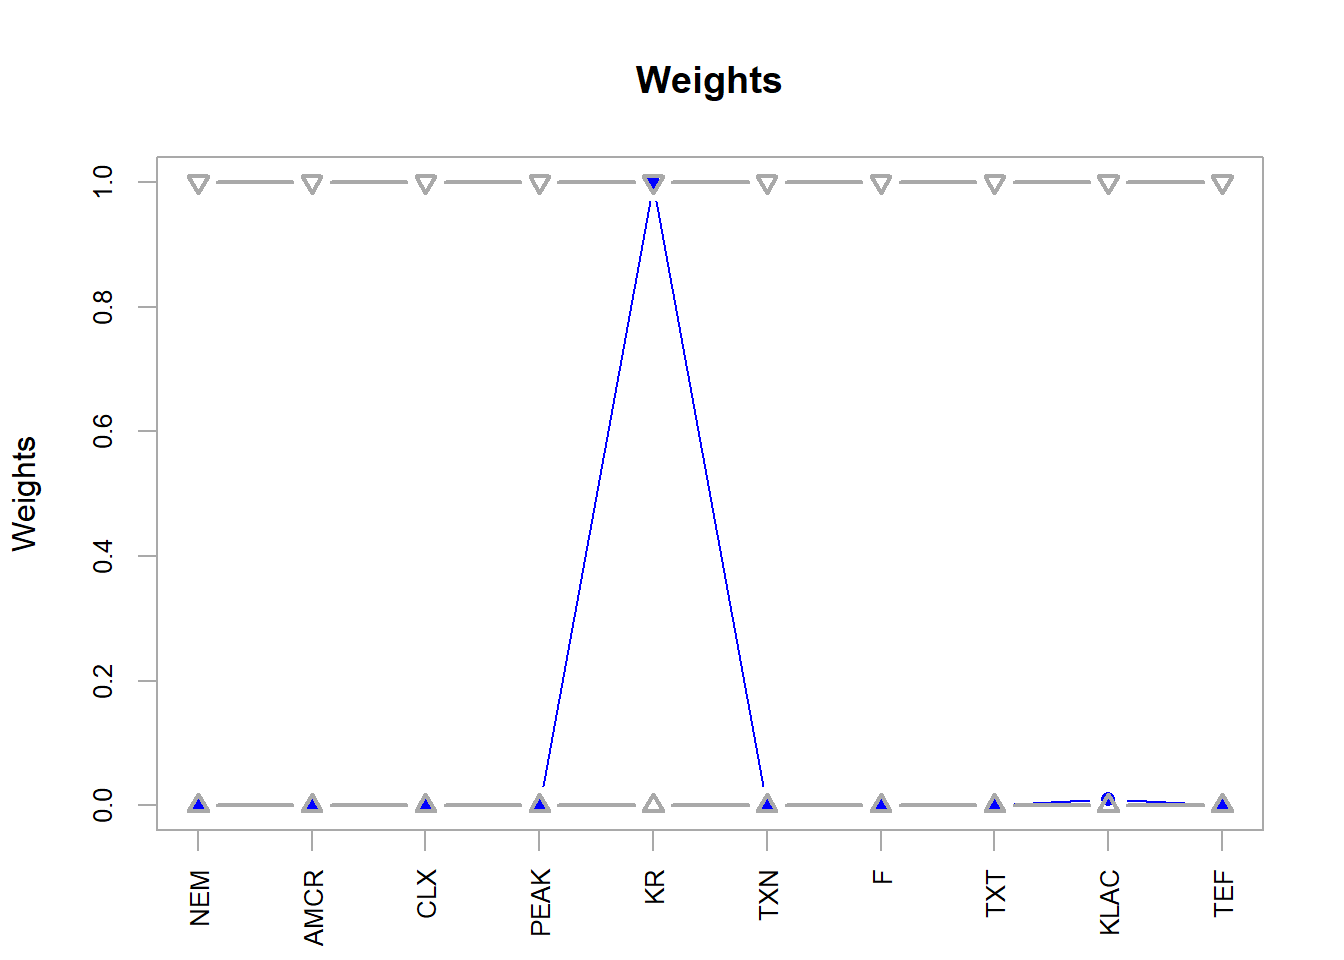 Weights
Weights
1.0
0.8
0.6
0.4
0.2
0.0
NEM
AMCR
CLX
PEAK
KR
TXN
F
TXT
KLAC
TEF